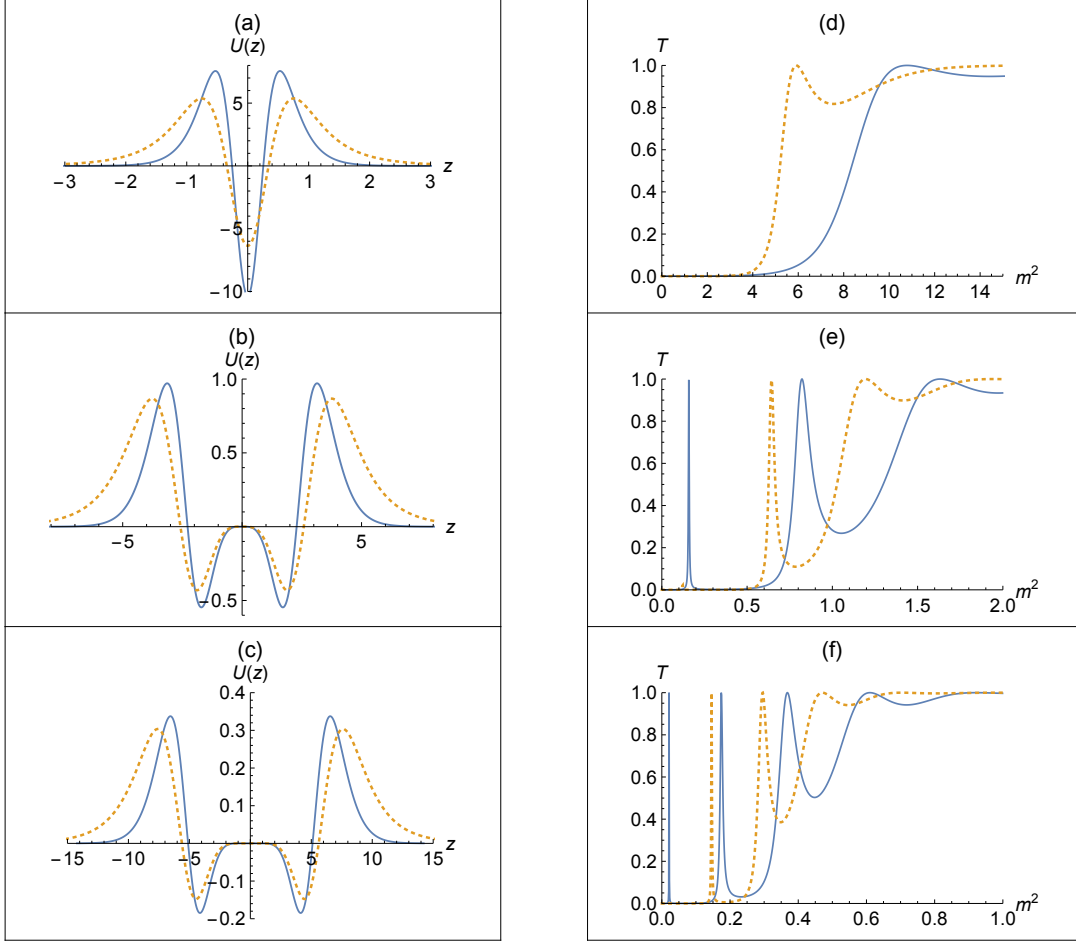 (a)
U(z)
5
−3 −2 −1 1 2 3 z
−5
−10
(d)
T
1.0
0.8
0.6
0.4
0.2
0.0
0 2 4 6 8 10 12 14 m²
(b)
U(z)
1.0
0.5
−5 5 z
−0.5
(e)
T
1.0
0.8
0.6
0.4
0.2
0.0
0.0 0.5 1.0 1.5 2.0 m²
(c)
U(z)
0.4
0.3
0.2
0.1
−15 −10 −5 5 10 15 z
−0.1
−0.2
(f)
T
1.0
0.8
0.6
0.4
0.2
0.0
0.0 0.2 0.4 0.6 0.8 1.0 m²